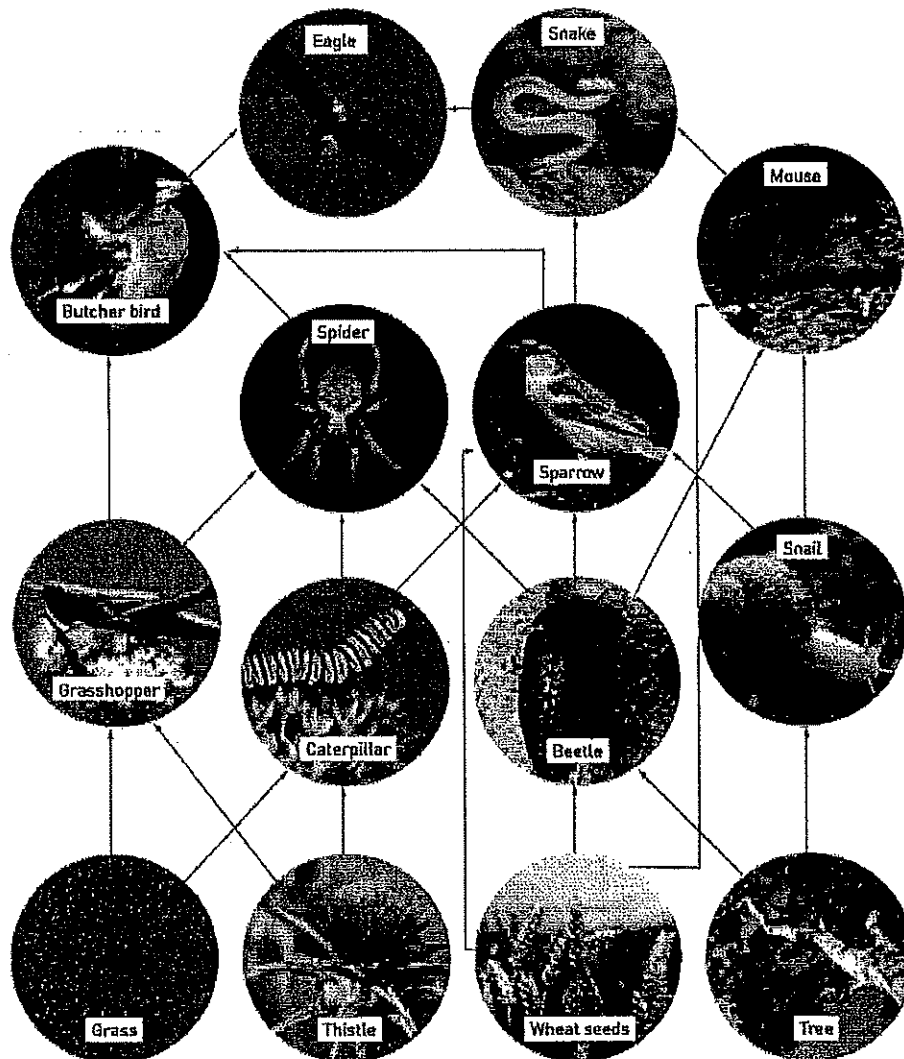 Eagle
Snake
Mouse
Butcher bird
Spider
Sparrow
Snail
Grasshopper
Caterpillar
Beetle
Grass
Thistle
Wheat seeds
Tree